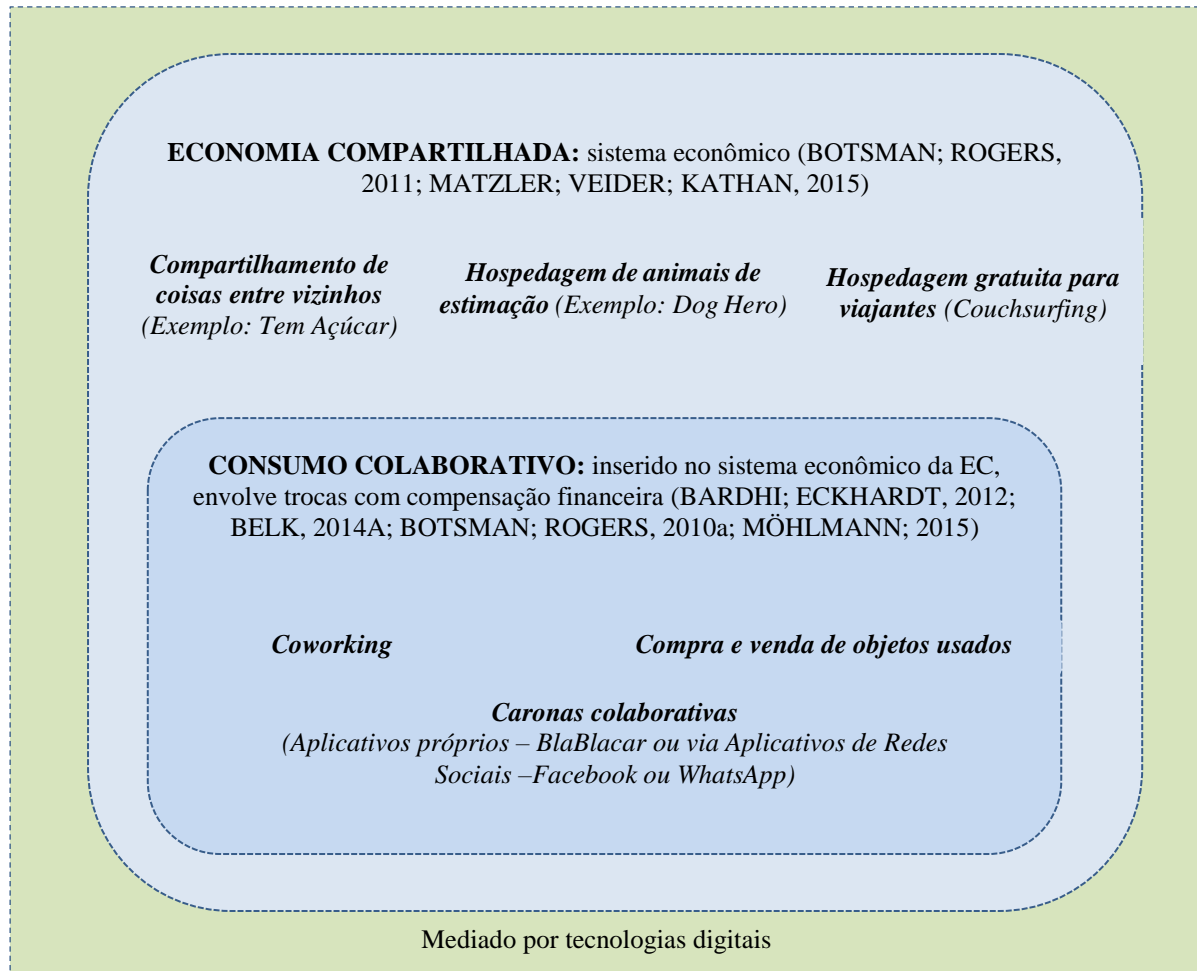 ECONOMIA COMPARTILHADA: sistema econômico (BOTSMAN; ROGERS,
2011; MATZLER; VEIDER; KATHAN, 2015)
Compartilhamento de
coisas entre vizinhos
(Exemplo: Tem Açúcar)
Hospedagem de animais de
estimação (Exemplo: Dog Hero)
Hospedagem gratuita para
viajantes (Couchsurfing)
CONSUMO COLABORATIVO: inserido no sistema econômico da EC,
envolve trocas com compensação financeira (BARDHI; ECKHARDT, 2012;
BELK, 2014A; BOTSMAN; ROGERS, 2010a; MÖHLMANN; 2015)
Coworking
Compra e venda de objetos usados
Caronas colaborativas
(Aplicativos próprios – BlaBlacar ou via Aplicativos de Redes
Sociais –Facebook ou WhatsApp)
Mediado por tecnologias digitais